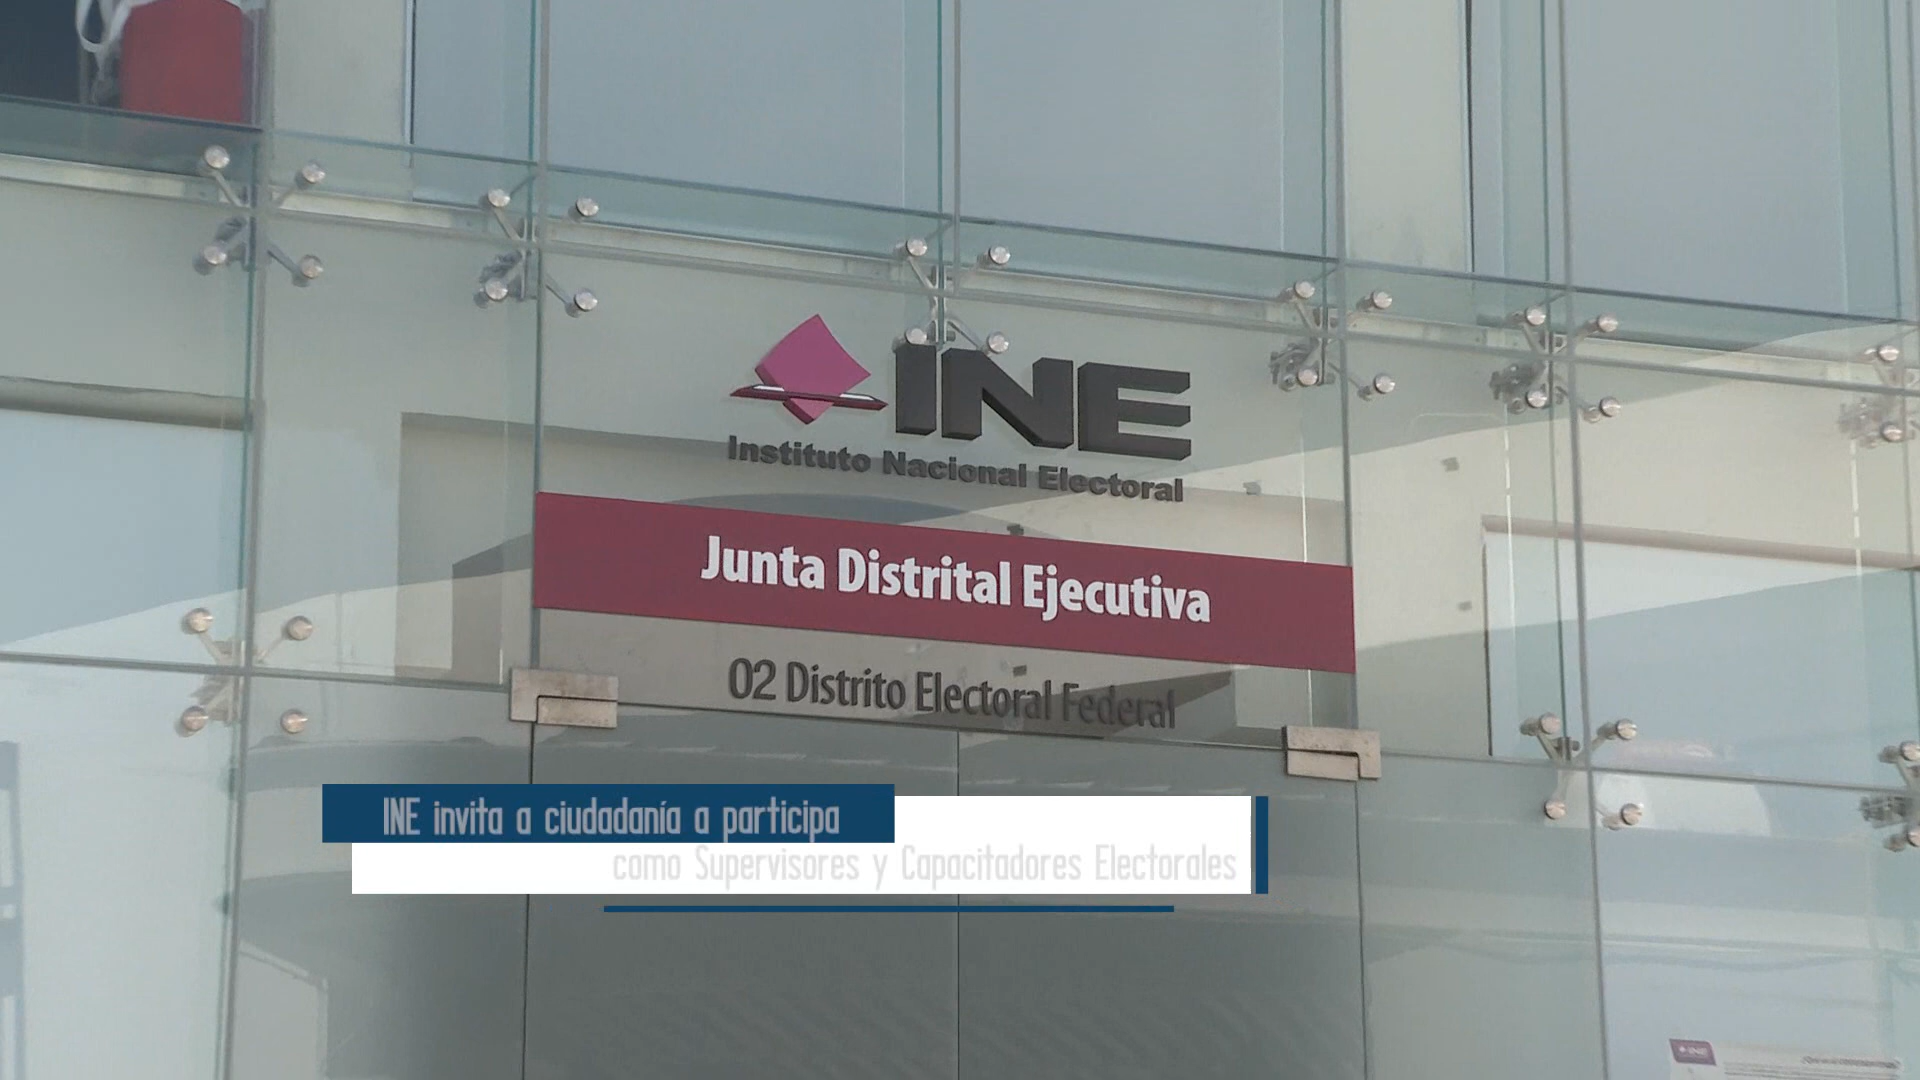 INE
Instituto Nacional Electoral
Junta Distrital Ejecutiva
02 Distrito Electoral Federal
INE invita a ciudadanía a participa
como Supervisores y Capacitadores Electorales
INE